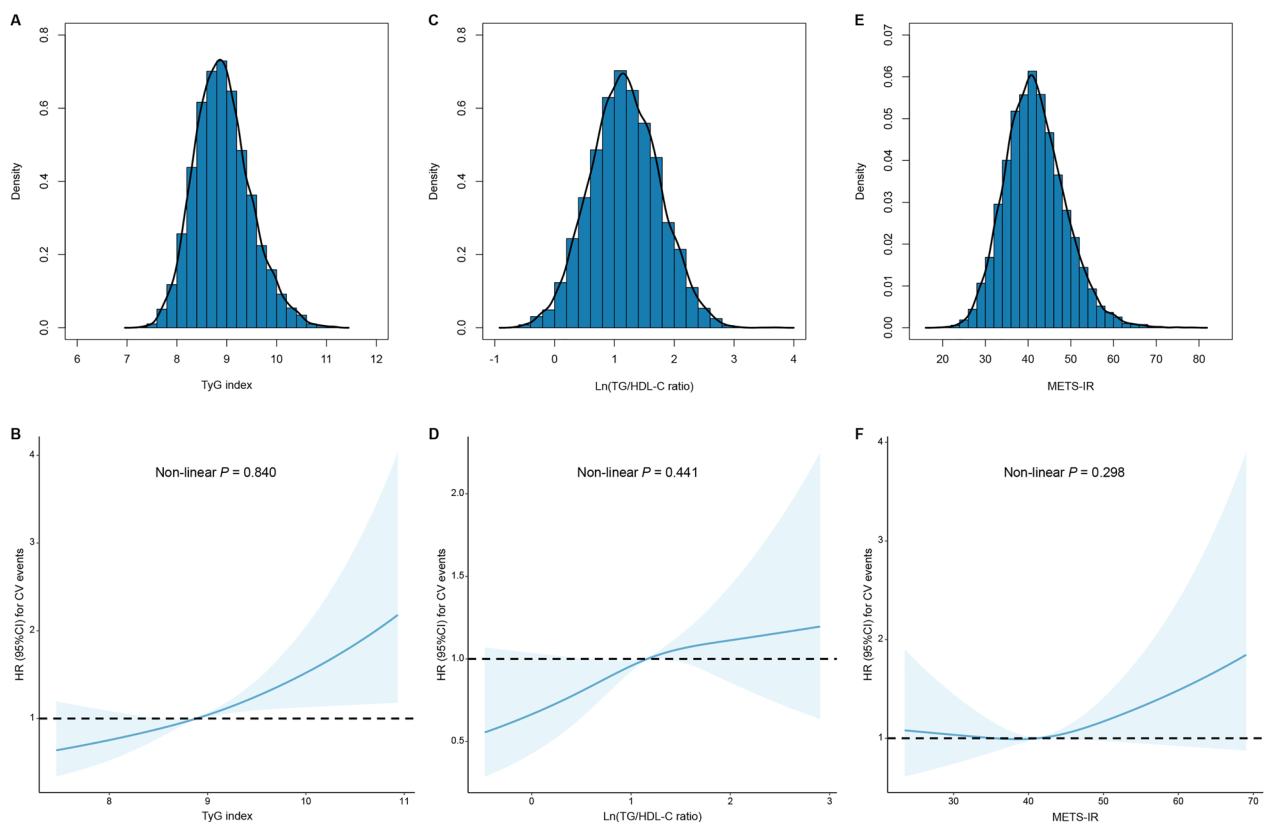 A
0.8
0.6
0.4
0.2
0.0
Density
6 7 8 9 10 11 12
TyG index
C
0.8
0.6
0.4
0.2
0.0
Density
-1 0 1 2 3 4
Ln(TG/HDL-C ratio)
E
0.07
0.06
0.05
0.04
0.03
0.02
0.01
0.00
Density
20 30 40 50 60 70 80
METS-IR
B
Non-linear P = 0.840
4
3
2
1
HR (95%CI) for CV events
8 9 10 11
TyG index
D
Non-linear P = 0.441
2.0
1.5
1.0
0.5
HR (95%CI) for CV events
0 1 2 3
Ln(TG/HDL-C ratio)
F
Non-linear P = 0.298
4
3
2
1
HR (95%CI) for CV events
30 40 50 60 70
METS-IR